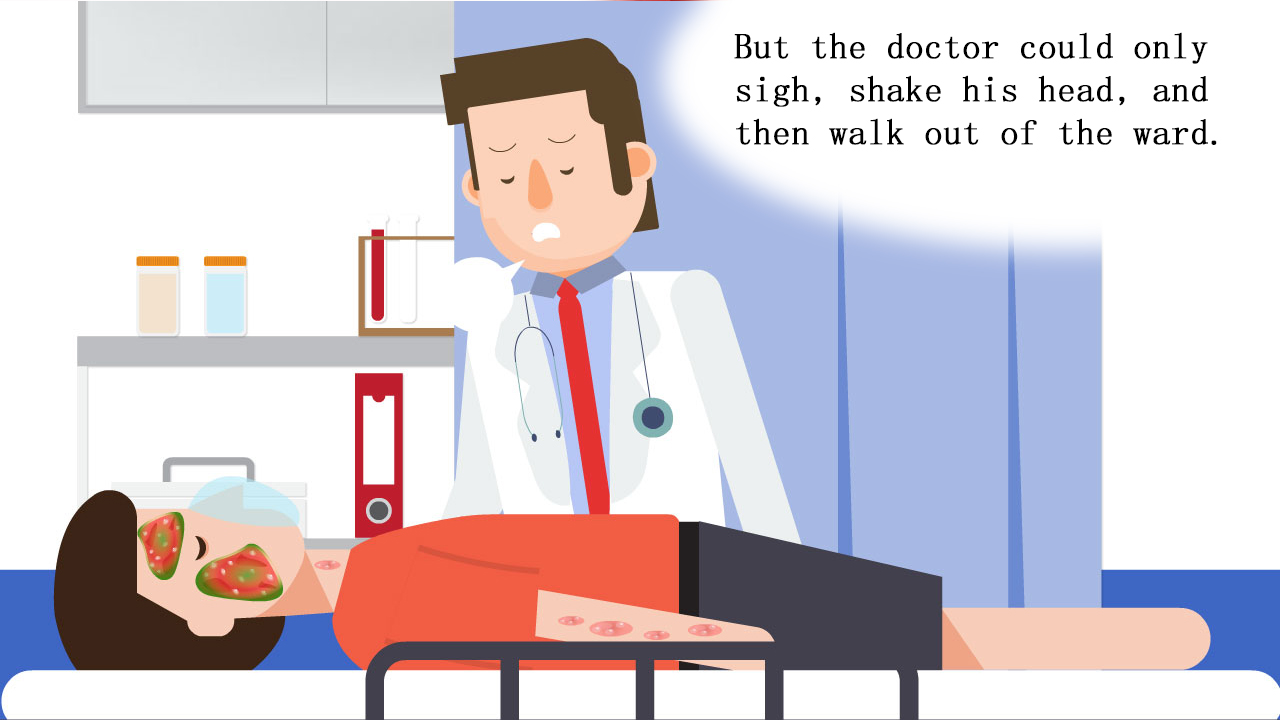 But the doctor could only
sigh, shake his head, and
then walk out of the ward.